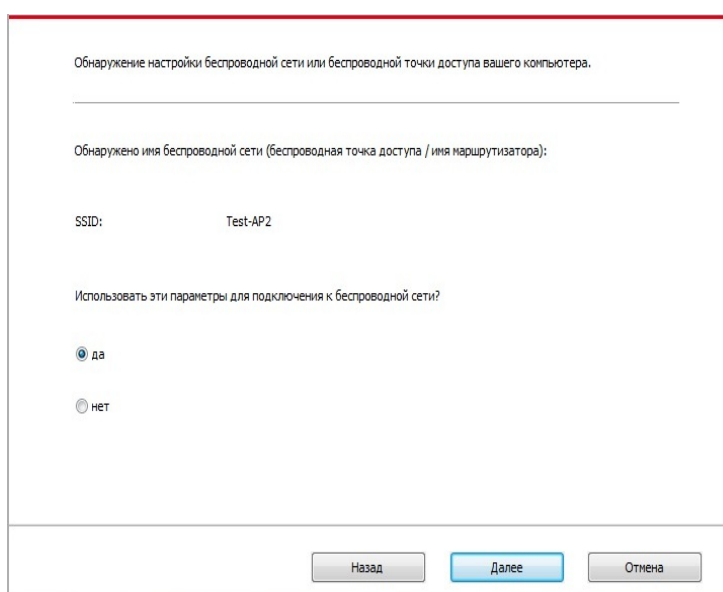 Обнаружение настройки беспроводной сети или беспроводной точки доступа вашего компьютера.
Обнаружено имя беспроводной сети (беспроводная точка доступа / имя маршрутизатора):
SSID: Test-AP2
Использовать эти параметры для подключения к беспроводной сети?
да
нет
Назад Далее Отмена